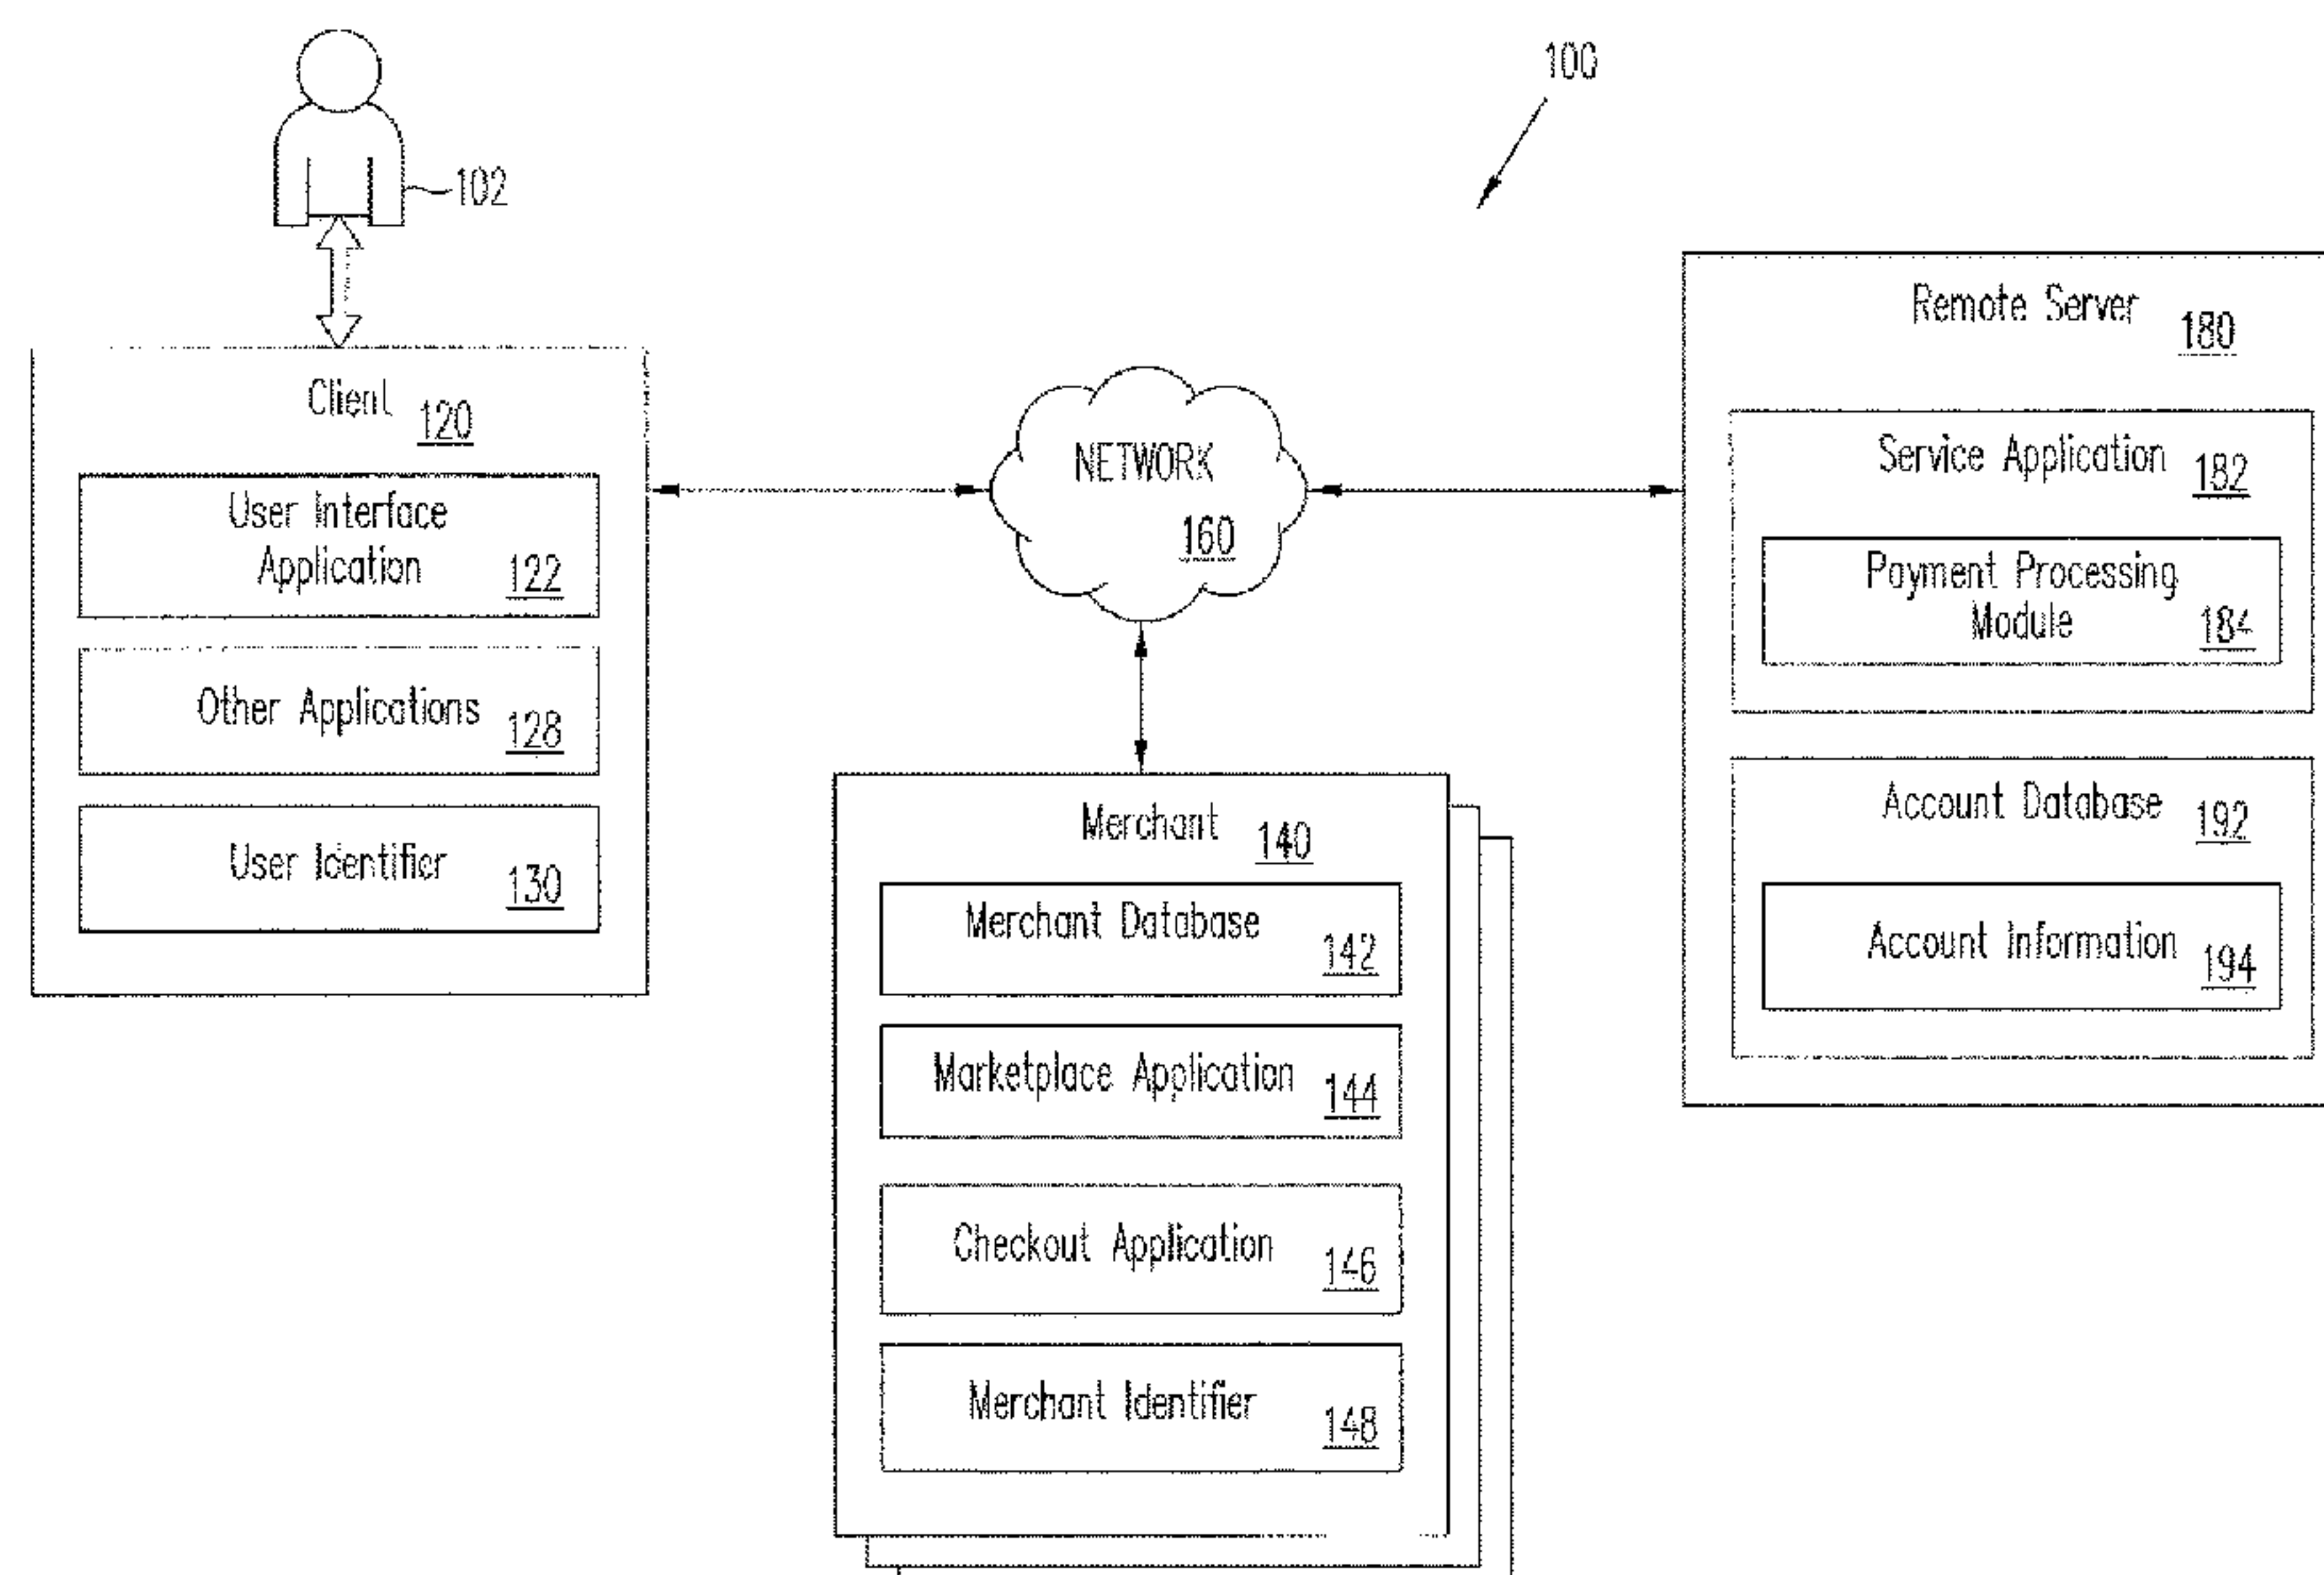 100
102
Client 120
User Interface
Application 122
Other Applications 128
User Identifier 130
NETWORK
160
Merchant 140
Merchant Database 142
Marketplace Application 144
Checkout Application 146
Merchant Identifier 148
Remote Server 180
Service Application 182
Payment Processing
Module 184
Account Database 192
Account Information 194